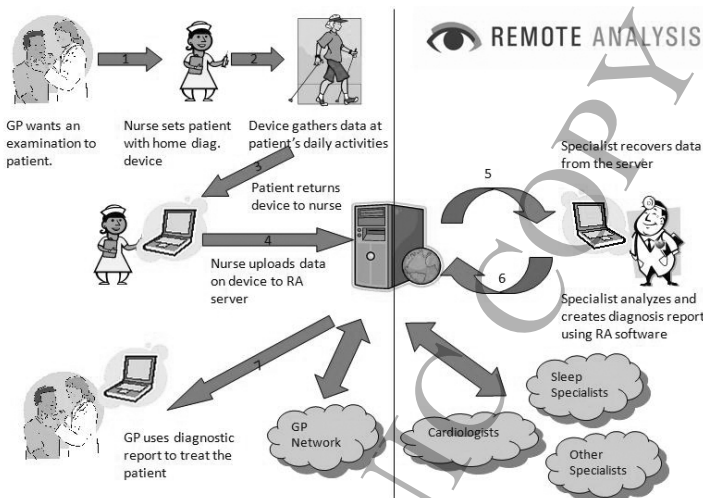 REMOTE ANALYSIS
1
2
GP wants an
examination to
patient.
Nurse sets patient
with home diag.
device
Device gathers data at
patient's daily activities
3
Patient returns
device to nurse
4
Nurse uploads data
on device to RA
server
5
Specialist recovers data
from the server
6
Specialist analyzes and
creates diagnosis report
using RA software
7
GP uses diagnostic
report to treat the
patient
GP
Network
Cardiologists
Sleep
Specialists
Other
Specialists
COPY